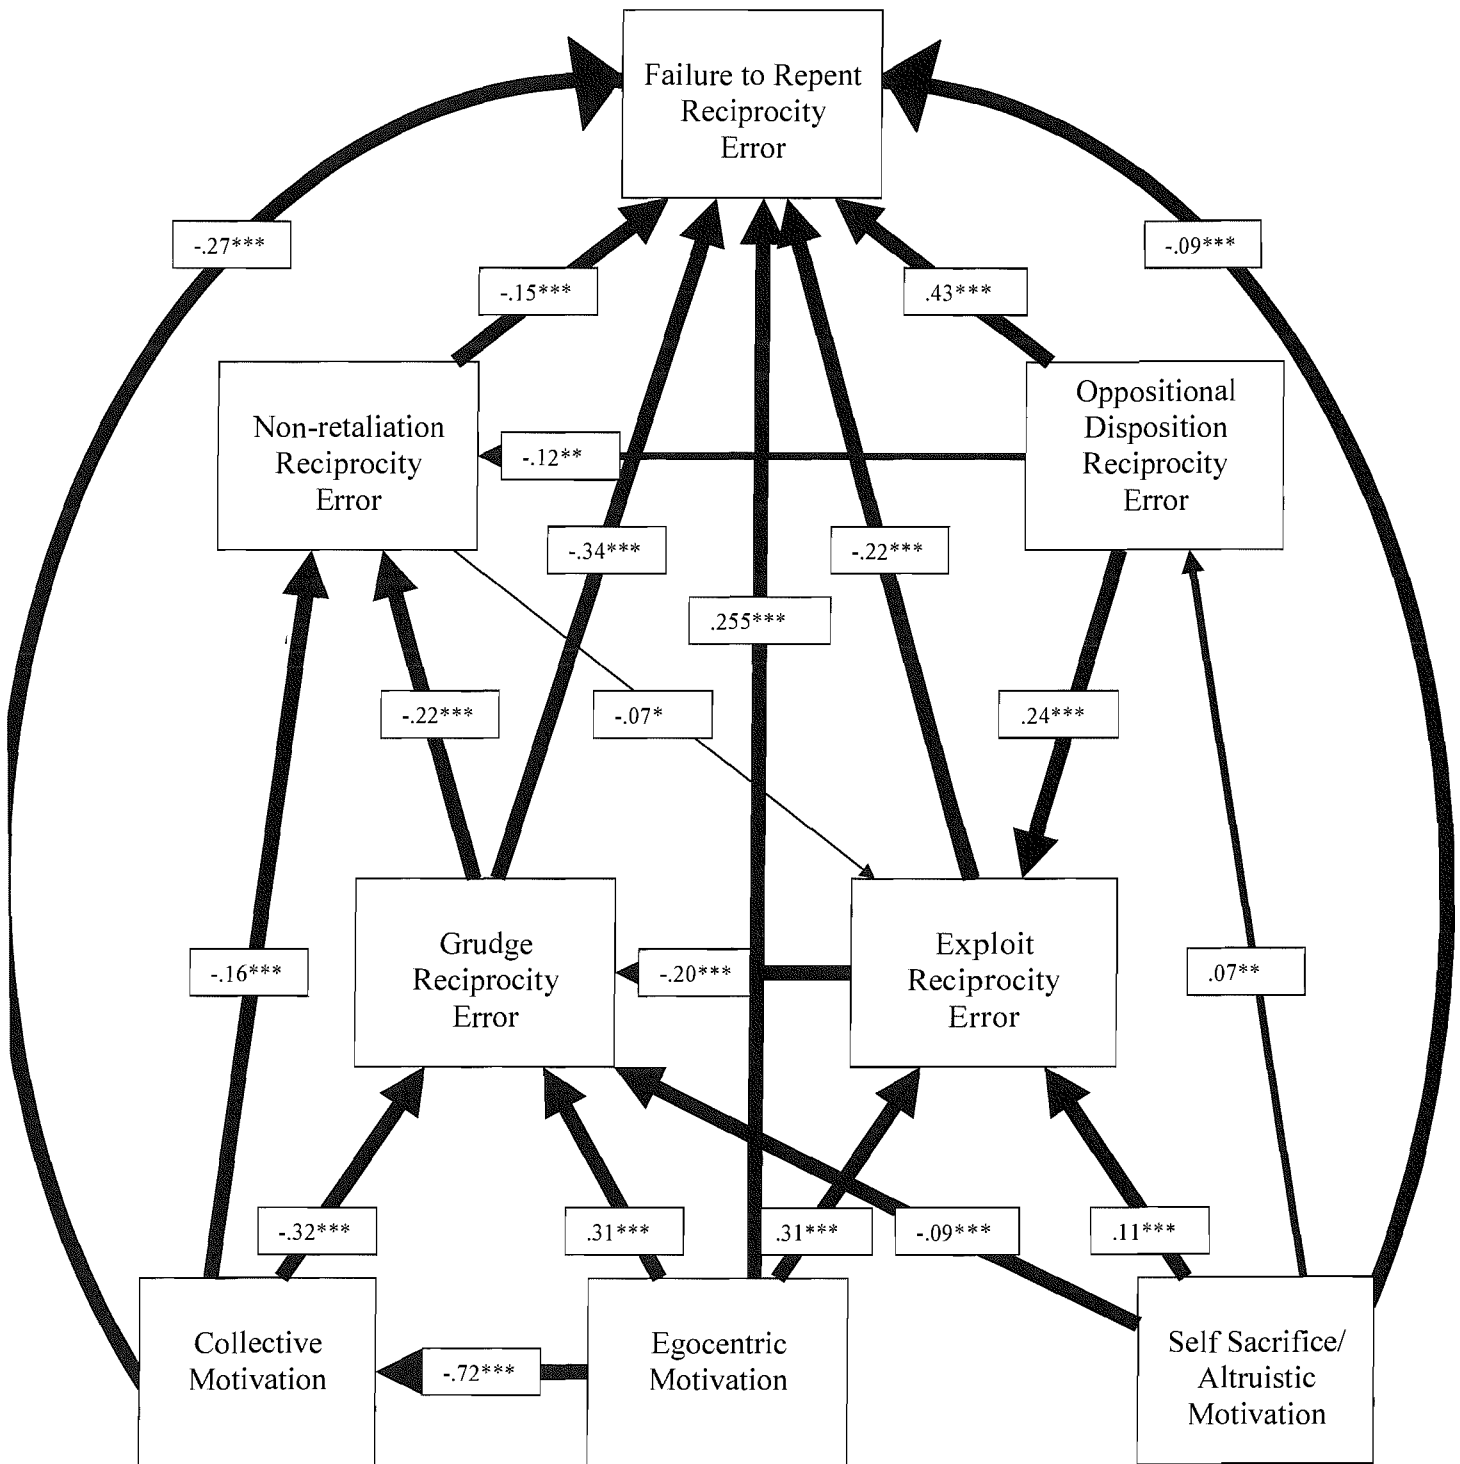 Failure to Repent
Reciprocity
Error
-.27***
-.09***
-.15***
.43***
Non-retaliation
Reciprocity
Error
Oppositional
Disposition
Reciprocity
Error
-.12**
-.34***
-.22***
.255***
-.22***
-.07*
.24***
Grudge
Reciprocity
Error
Exploit
Reciprocity
Error
-.16***
-.20***
.07**
-.32***
.31***
.31***
-.09***
.11***
Collective
Motivation
Egocentric
Motivation
Self Sacrifice/
Altruistic
Motivation
-.72***